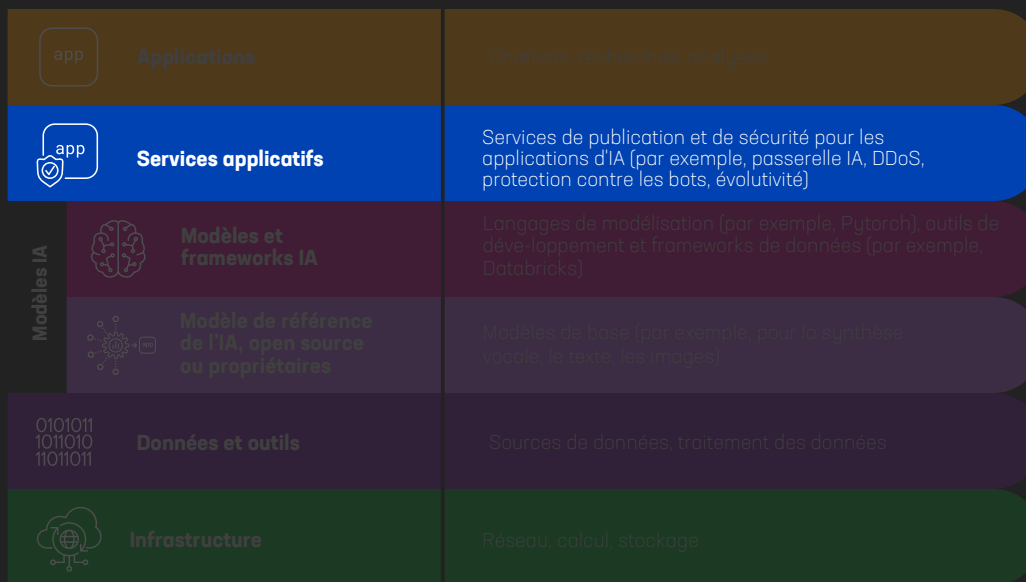 app
Applications
Chatbots, recherches, analyses
app
Services applicatifs
Services de publication et de sécurité pour les
applications d'IA (par exemple, passerelle IA, DDoS,
protection contre les bots, évolutivité)
Modèles IA
Modèles et
frameworks IA
Langages de modélisation (par exemple, Pytorch), outils de
déve-loppement et frameworks de données (par exemple,
Databricks)
app
Modèle de référence
de l'IA, open source
ou propriétaires
Modèles de base (par exemple, pour la synthèse
vocale, le texte, les images)
0101011
1011010
11011011
Données et outils
Sources de données, traitement des données
Infrastructure
Réseau, calcul, stockage